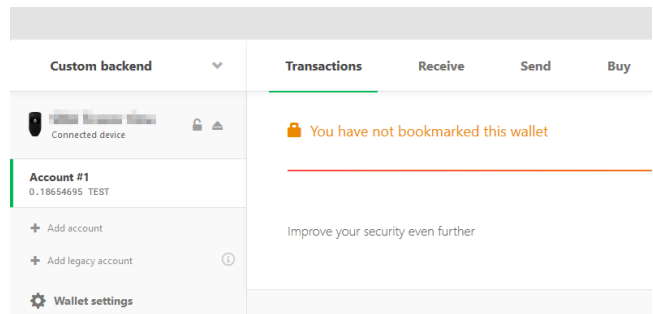 Custom backend
Transactions Receive Send Buy
Connected device
You have not bookmarked this wallet
Account #1
0.18654695 TEST
Add account
Improve your security even further
Add legacy account
Wallet settings